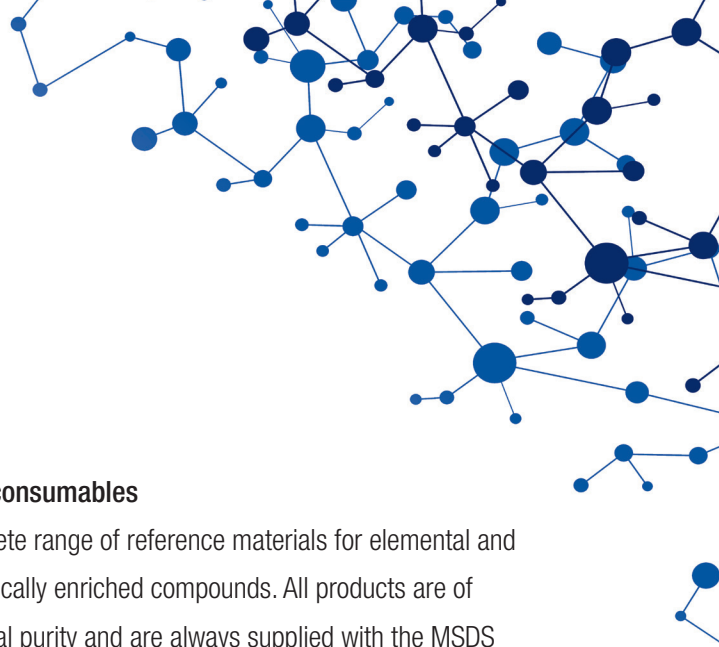 consumables
ete range of reference materials for elemental and
cally enriched compounds. All products are of
al purity and are always supplied with the MSDS